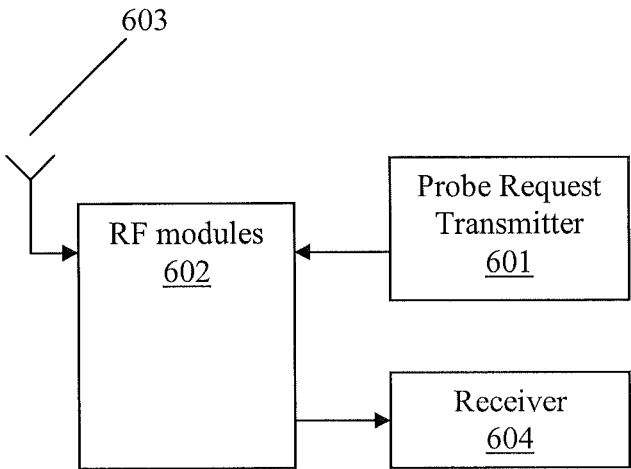 603
RF modules
602
Probe Request
Transmitter
601
Receiver
604